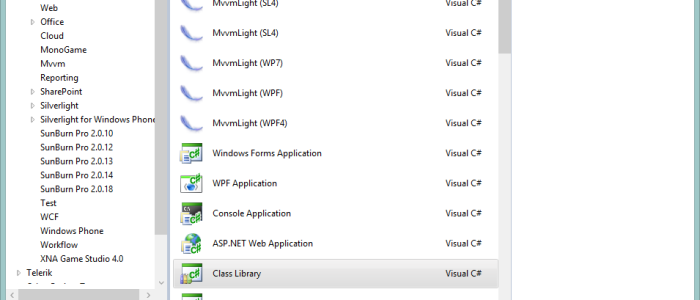 Web
Office
Cloud
MonoGame
Mvvm
Reporting
SharePoint
Silverlight
Silverlight for Windows Phone
SunBurn Pro 2.0.10
SunBurn Pro 2.0.12
SunBurn Pro 2.0.13
SunBurn Pro 2.0.14
SunBurn Pro 2.0.18
Test
WCF
Windows Phone
Workflow
XNA Game Studio 4.0
Telerik
MvvmLight (SL4) Visual C#
MvvmLight (SL4) Visual C#
MvvmLight (WP7) Visual C#
MvvmLight (WPF) Visual C#
MvvmLight (WPF4) Visual C#
Windows Forms Application Visual C#
WPF Application Visual C#
Console Application Visual C#
ASP.NET Web Application Visual C#
Class Library Visual C#